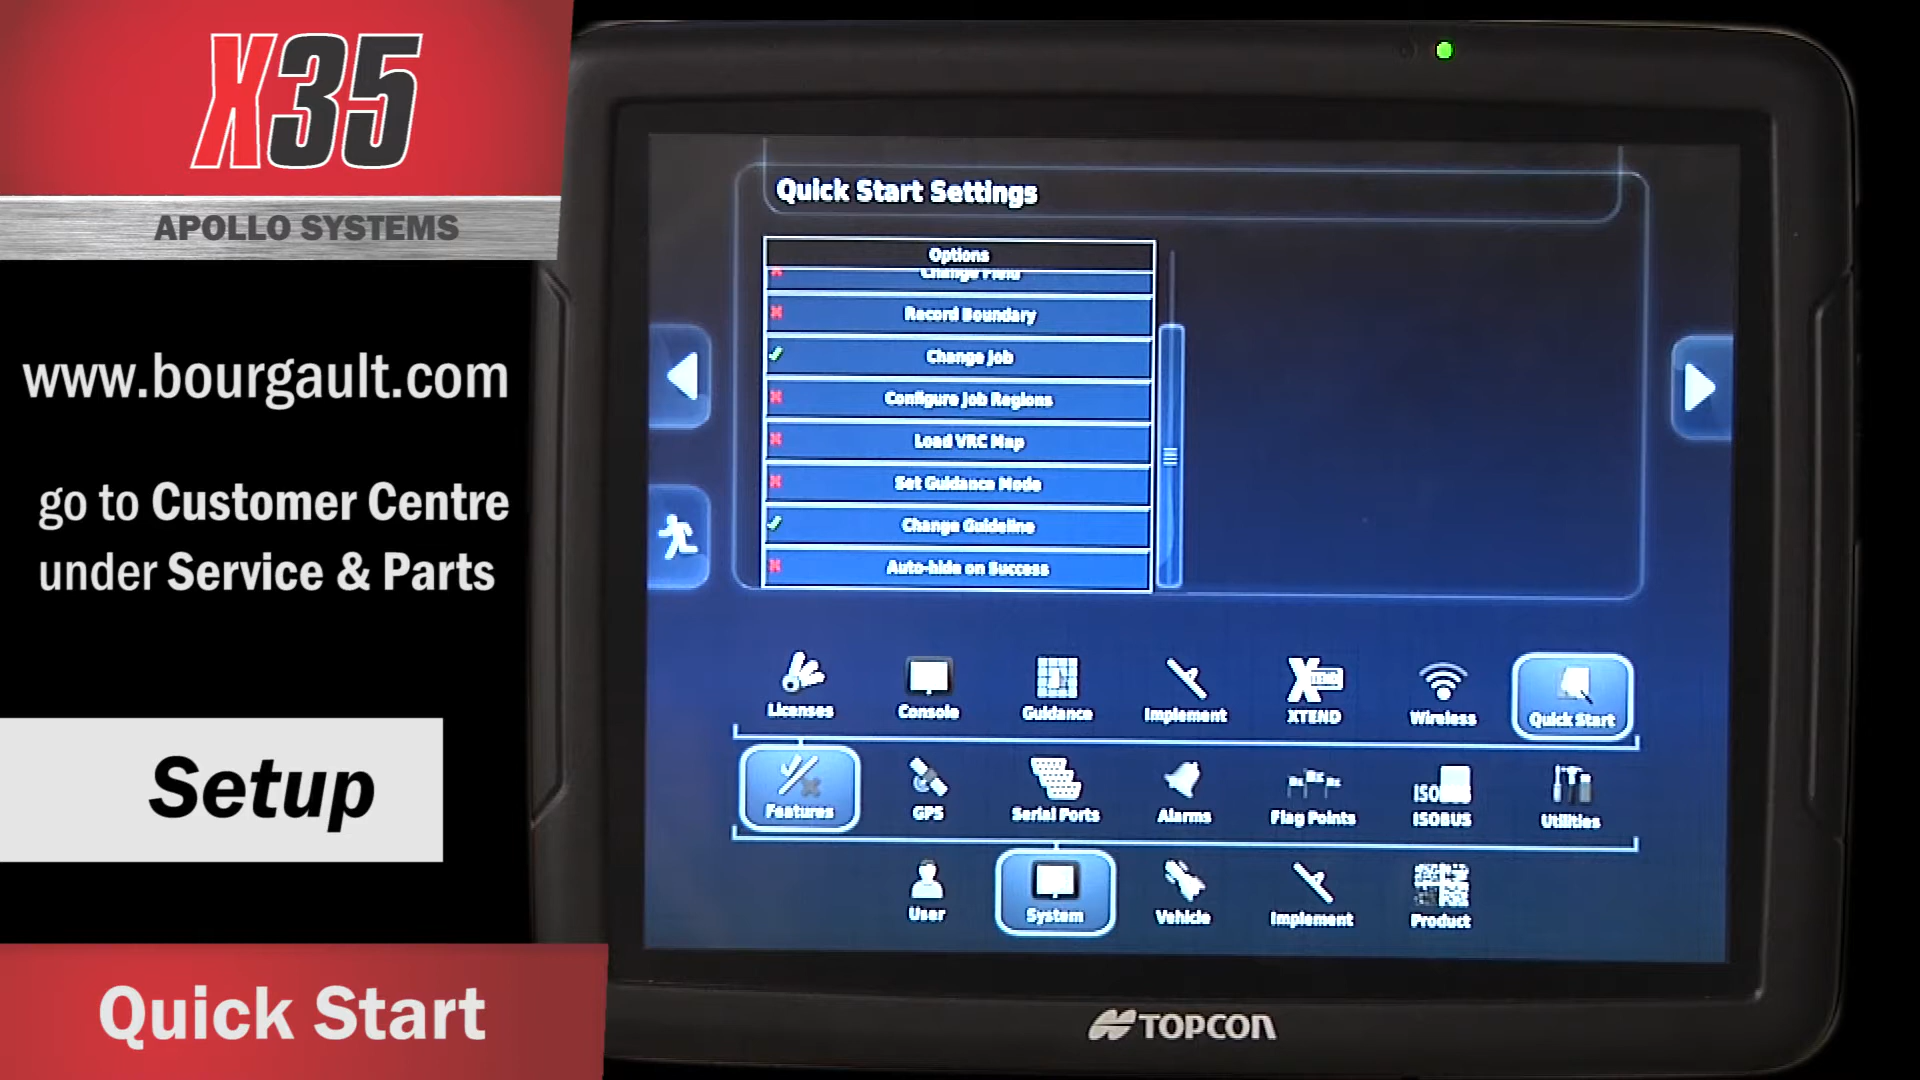 X35
APOLLO SYSTEMS
www.bourgault.com
go to Customer Centre
under Service & Parts
Setup
Quick Start
Quick Start Settings
Options
Change Field
Record Boundary
Change Job
Configure Job Regions
Load VRC Map
Set Guidance Mode
Change Guideline
Auto-hide on Success
Licenses
Console
Guidance
Implement
XTEND
Wireless
Quick Start
Features
GPS
Serial Ports
Alarms
Flag Points
ISOBUS
Utilities
User
System
Vehicle
Implement
Product
TOPCON